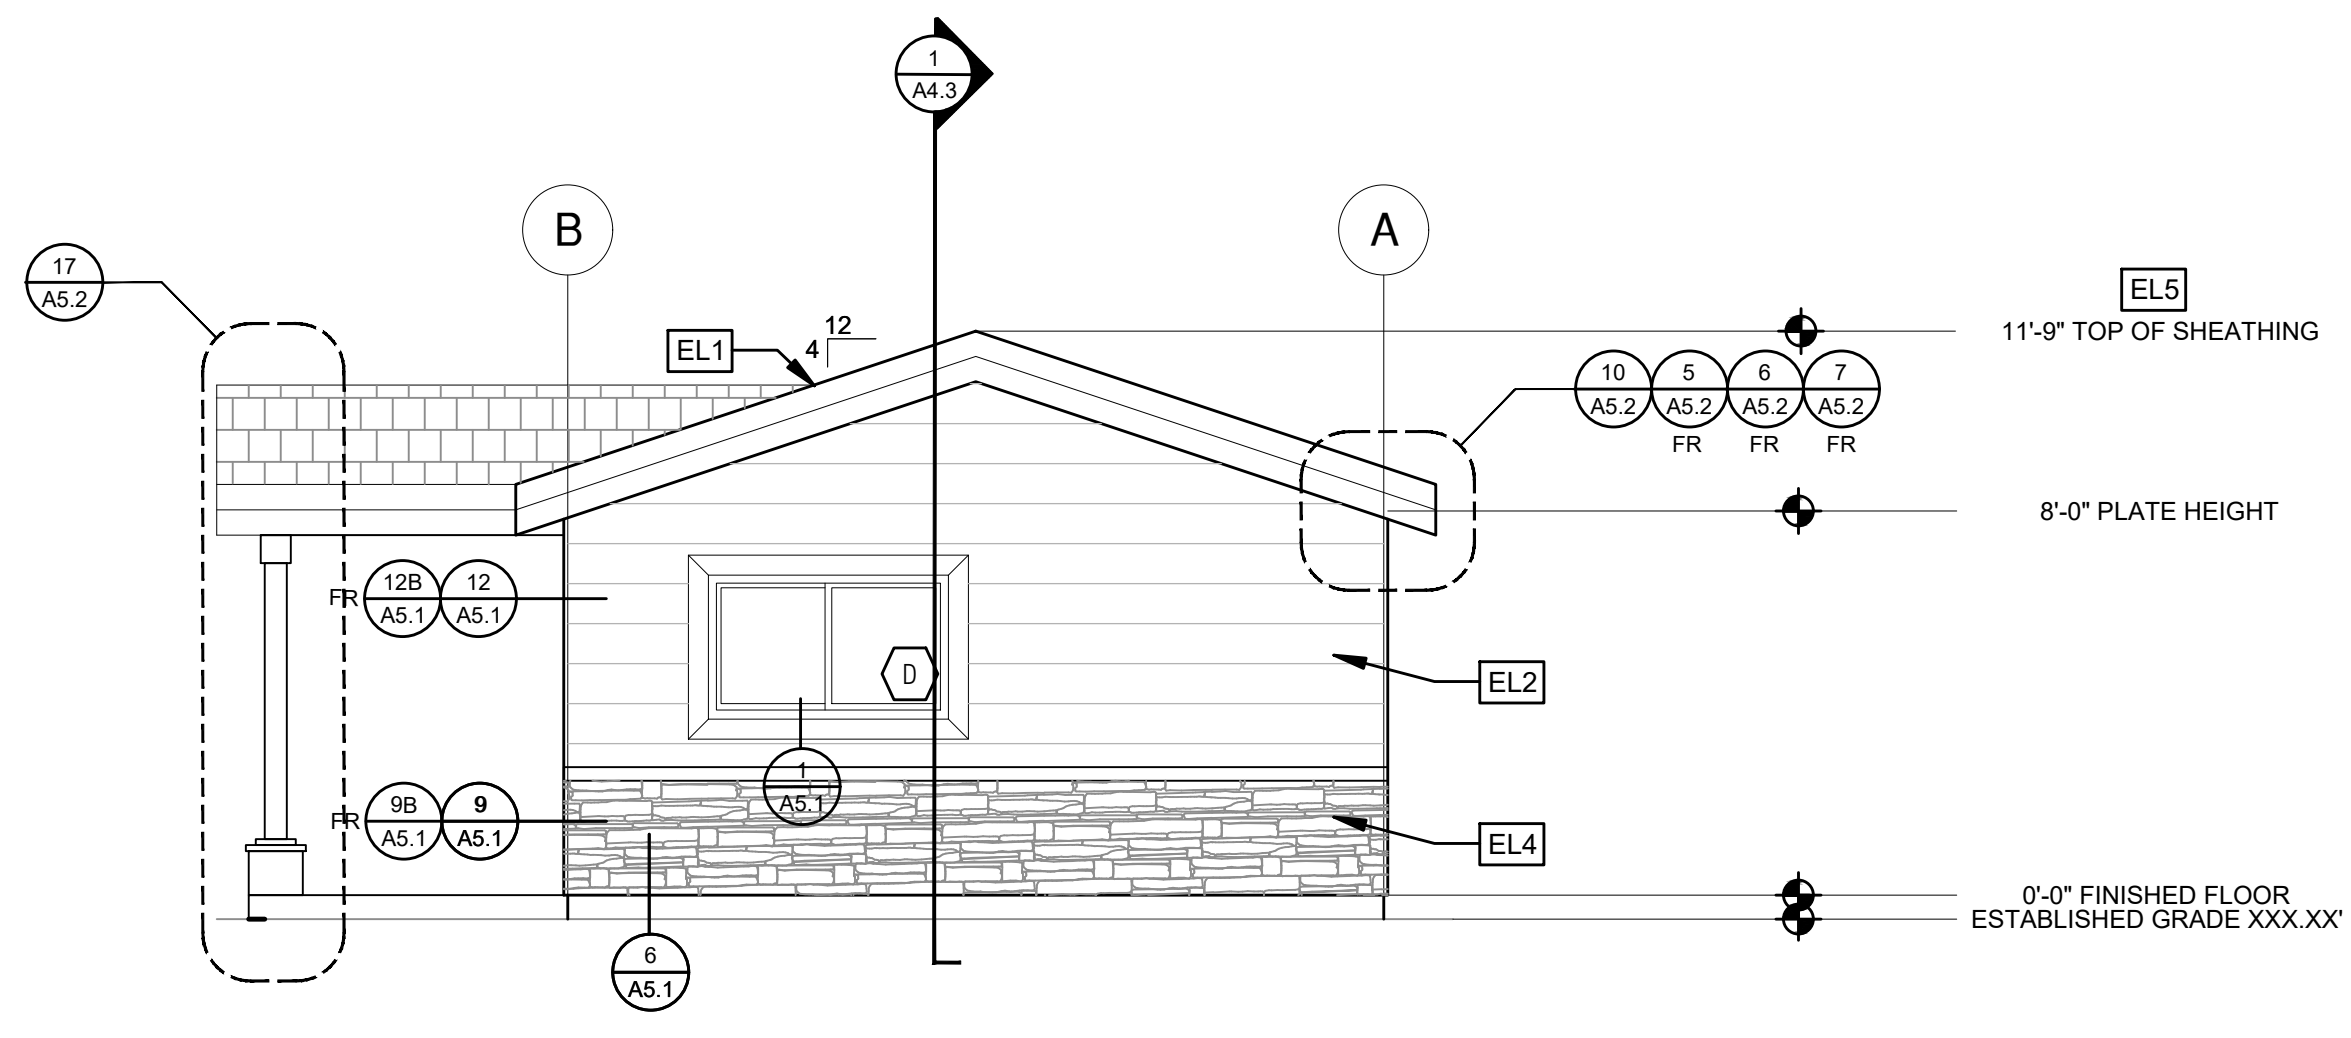 1
A4.3
B
A
17
A5.2
EL5
11'-9" TOP OF SHEATHING
12
4
EL1
10
A5.2
5
A5.2
FR
6
A5.2
FR
7
A5.2
FR
8'-0" PLATE HEIGHT
FR
12B
A5.1
12
A5.1
D
EL2
1
A5.1
FR
9B
A5.1
9
A5.1
EL4
0'-0" FINISHED FLOOR
ESTABLISHED GRADE XXX.XX'
6
A5.1